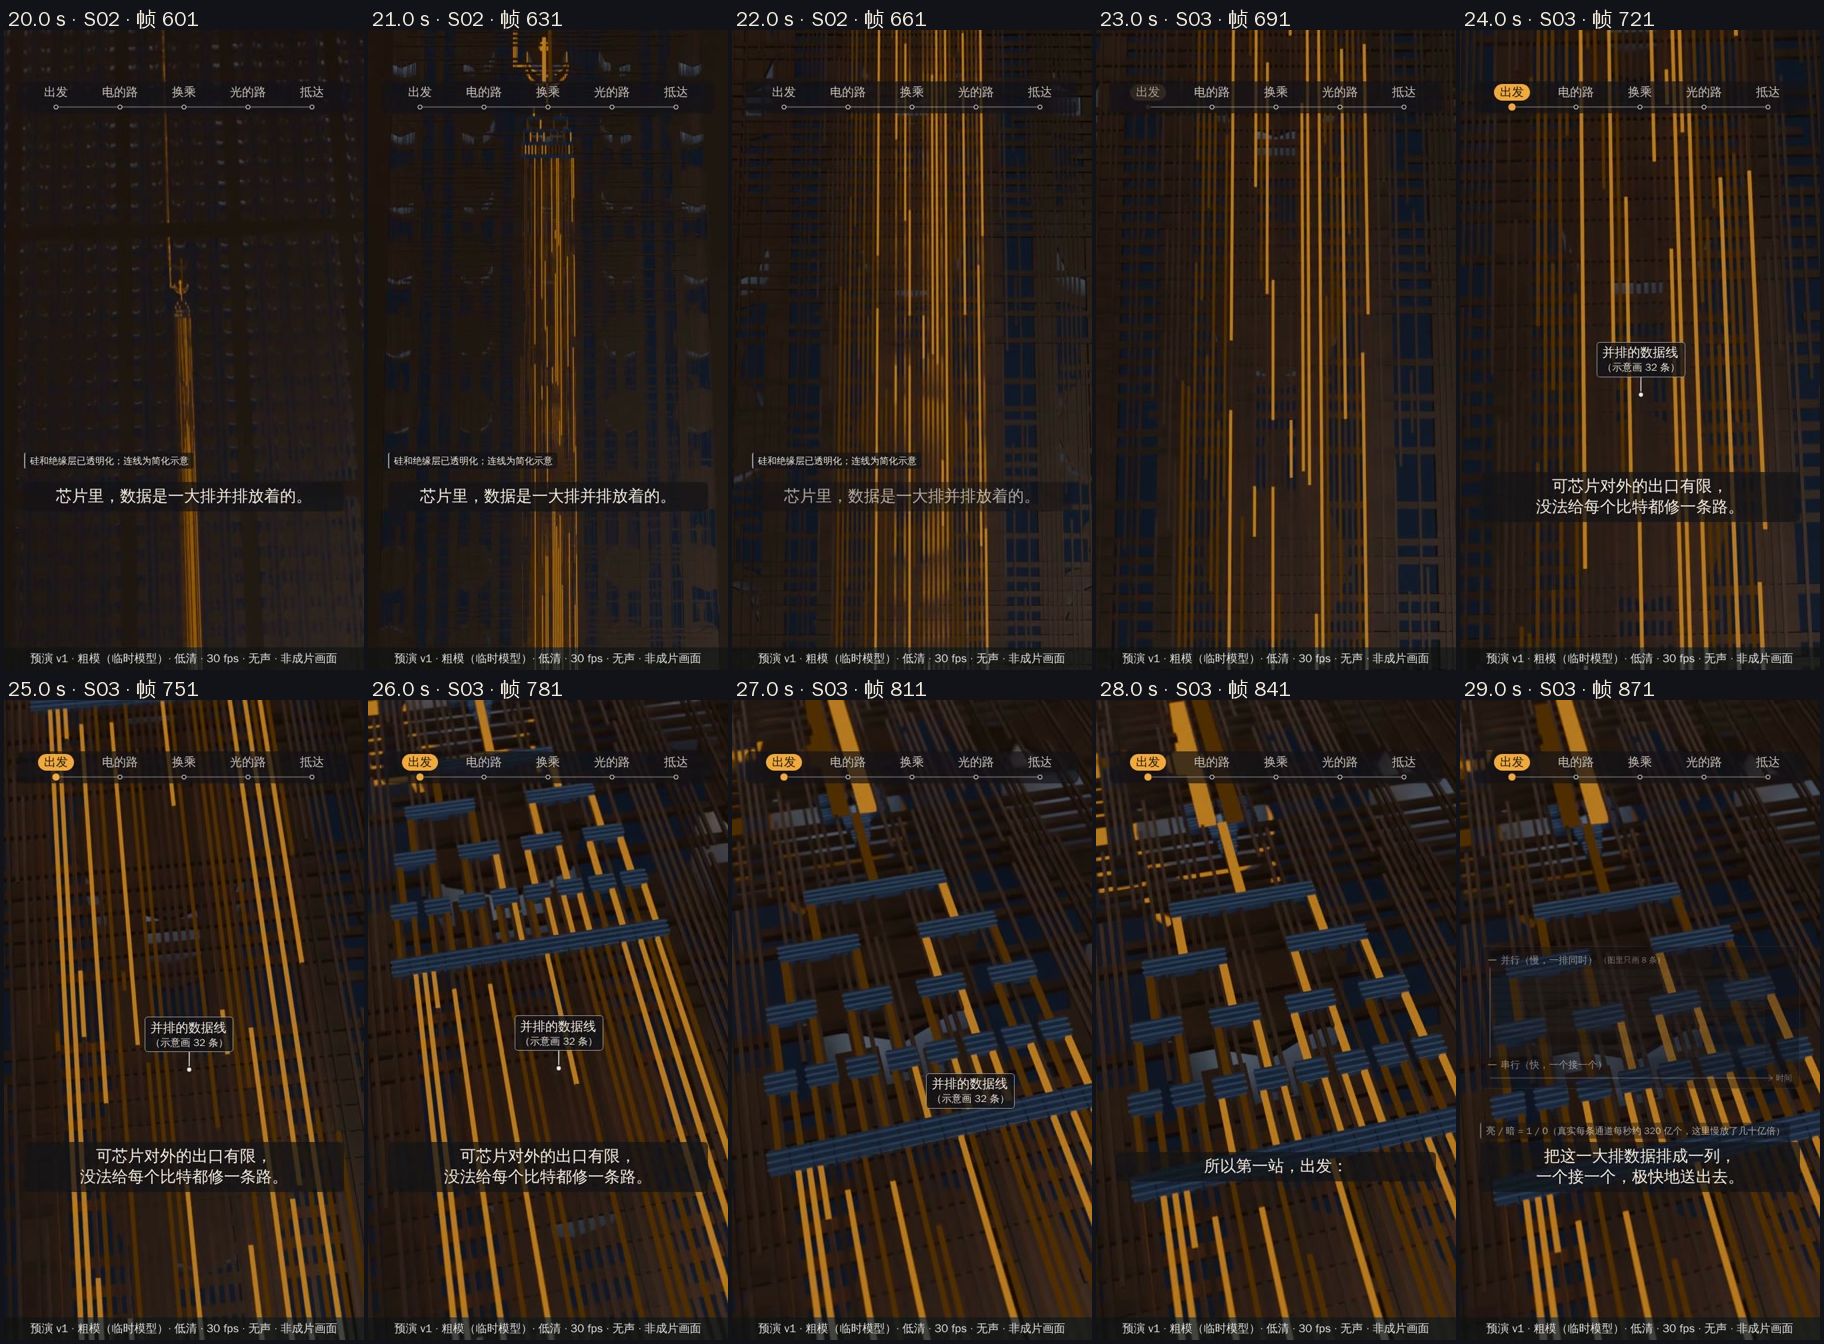 20.0 s · S02 · 帧 601
出发 电的路 换乘 光的路 抵达
硅和绝缘层已透明化；连线为简化示意
芯片里，数据是一大排并排放着的。
预演 v1 · 粗模（临时模型）· 低清 · 30 fps · 无声 · 非成片画面
21.0 s · S02 · 帧 631
出发 电的路 换乘 光的路 抵达
硅和绝缘层已透明化；连线为简化示意
芯片里，数据是一大排并排放着的。
预演 v1 · 粗模（临时模型）· 低清 · 30 fps · 无声 · 非成片画面
22.0 s · S02 · 帧 661
出发 电的路 换乘 光的路 抵达
硅和绝缘层已透明化；连线为简化示意
芯片里，数据是一大排并排放着的。
预演 v1 · 粗模（临时模型）· 低清 · 30 fps · 无声 · 非成片画面
23.0 s · S03 · 帧 691
出发 电的路 换乘 光的路 抵达
预演 v1 · 粗模（临时模型）· 低清 · 30 fps · 无声 · 非成片画面
24.0 s · S03 · 帧 721
出发 电的路 换乘 光的路 抵达
并排的数据线
（示意画 32 条）
可芯片对外的出口有限，
没法给每个比特都修一条路。
预演 v1 · 粗模（临时模型）· 低清 · 30 fps · 无声 · 非成片画面
25.0 s · S03 · 帧 751
出发 电的路 换乘 光的路 抵达
并排的数据线
（示意画 32 条）
可芯片对外的出口有限，
没法给每个比特都修一条路。
预演 v1 · 粗模（临时模型）· 低清 · 30 fps · 无声 · 非成片画面
26.0 s · S03 · 帧 781
出发 电的路 换乘 光的路 抵达
并排的数据线
（示意画 32 条）
可芯片对外的出口有限，
没法给每个比特都修一条路。
预演 v1 · 粗模（临时模型）· 低清 · 30 fps · 无声 · 非成片画面
27.0 s · S03 · 帧 811
出发 电的路 换乘 光的路 抵达
并排的数据线
（示意画 32 条）
预演 v1 · 粗模（临时模型）· 低清 · 30 fps · 无声 · 非成片画面
28.0 s · S03 · 帧 841
出发 电的路 换乘 光的路 抵达
所以第一站，出发：
预演 v1 · 粗模（临时模型）· 低清 · 30 fps · 无声 · 非成片画面
29.0 s · S03 · 帧 871
出发 电的路 换乘 光的路 抵达
并行（慢，一排同时）（图里只画 8 条）
串行（快，一个接一个）
时间
亮 / 暗 = 1 / 0（真实每条通道每秒约 320 亿个，这里慢放了几十亿倍）
把这一大排数据排成一列，
一个接一个，极快地送出去。
预演 v1 · 粗模（临时模型）· 低清 · 30 fps · 无声 · 非成片画面